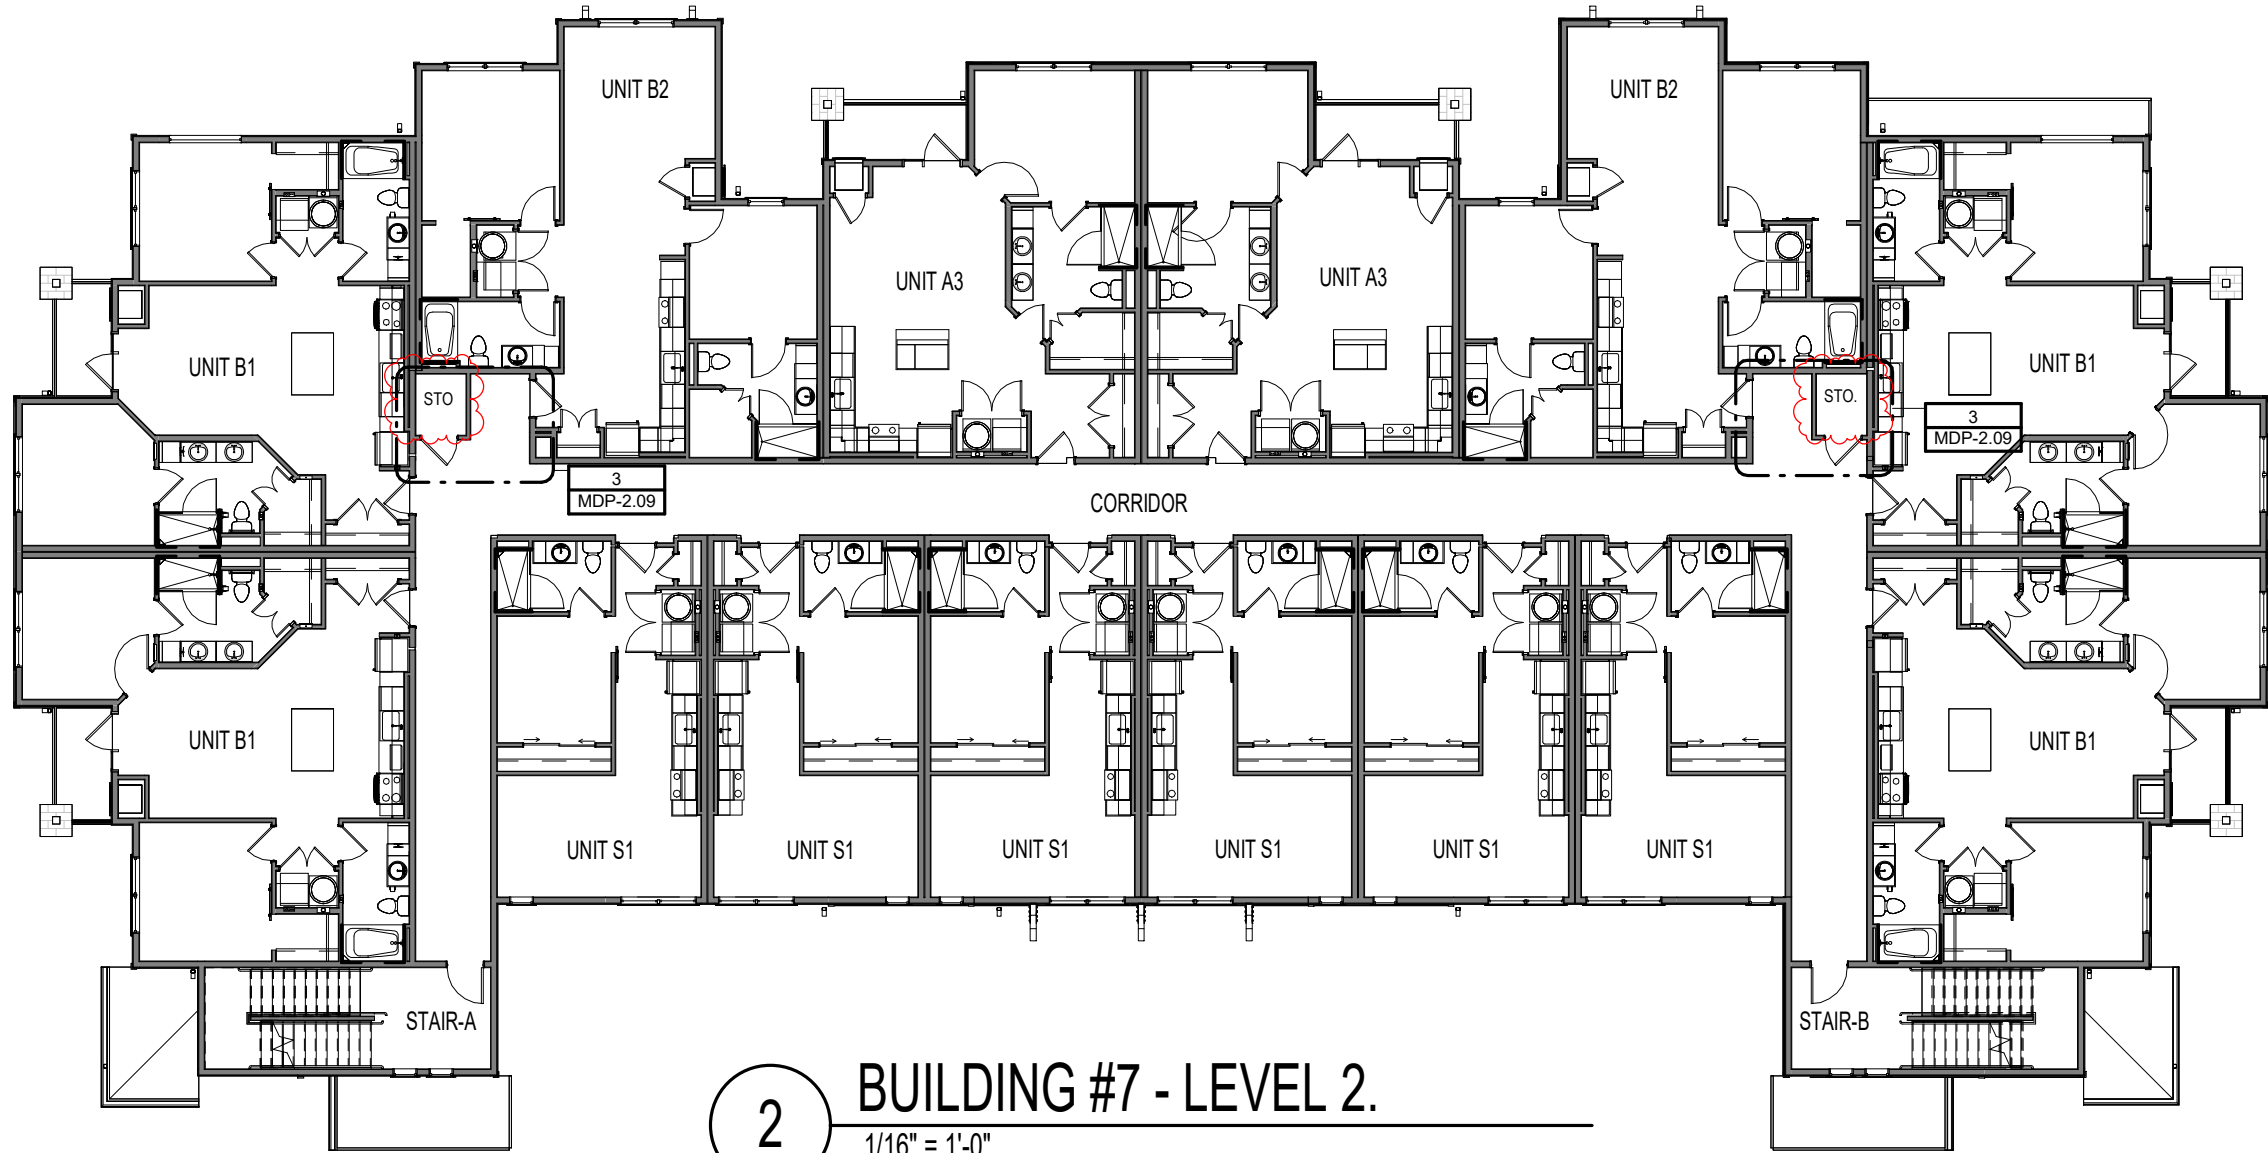 UNIT B2
UNIT B2
UNIT A3
UNIT A3
UNIT B1
UNIT B1
STO
STO.
3
MDP-2.09
3
MDP-2.09
CORRIDOR
UNIT B1
UNIT B1
UNIT S1
UNIT S1
UNIT S1
UNIT S1
UNIT S1
UNIT S1
STAIR-A
STAIR-B
2
BUILDING #7 - LEVEL 2.
1/16" = 1'-0"